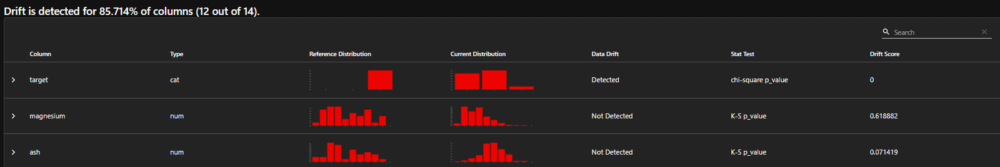 Drift is detected for 85.714% of columns (12 out of 14).
Search
Column Type Reference Distribution Current Distribution Data Drift Stat Test Drift Score
target cat Detected chi-square p_value 0
magnesium num Not Detected K-S p_value 0.618882
ash num Not Detected K-S p_value 0.071419